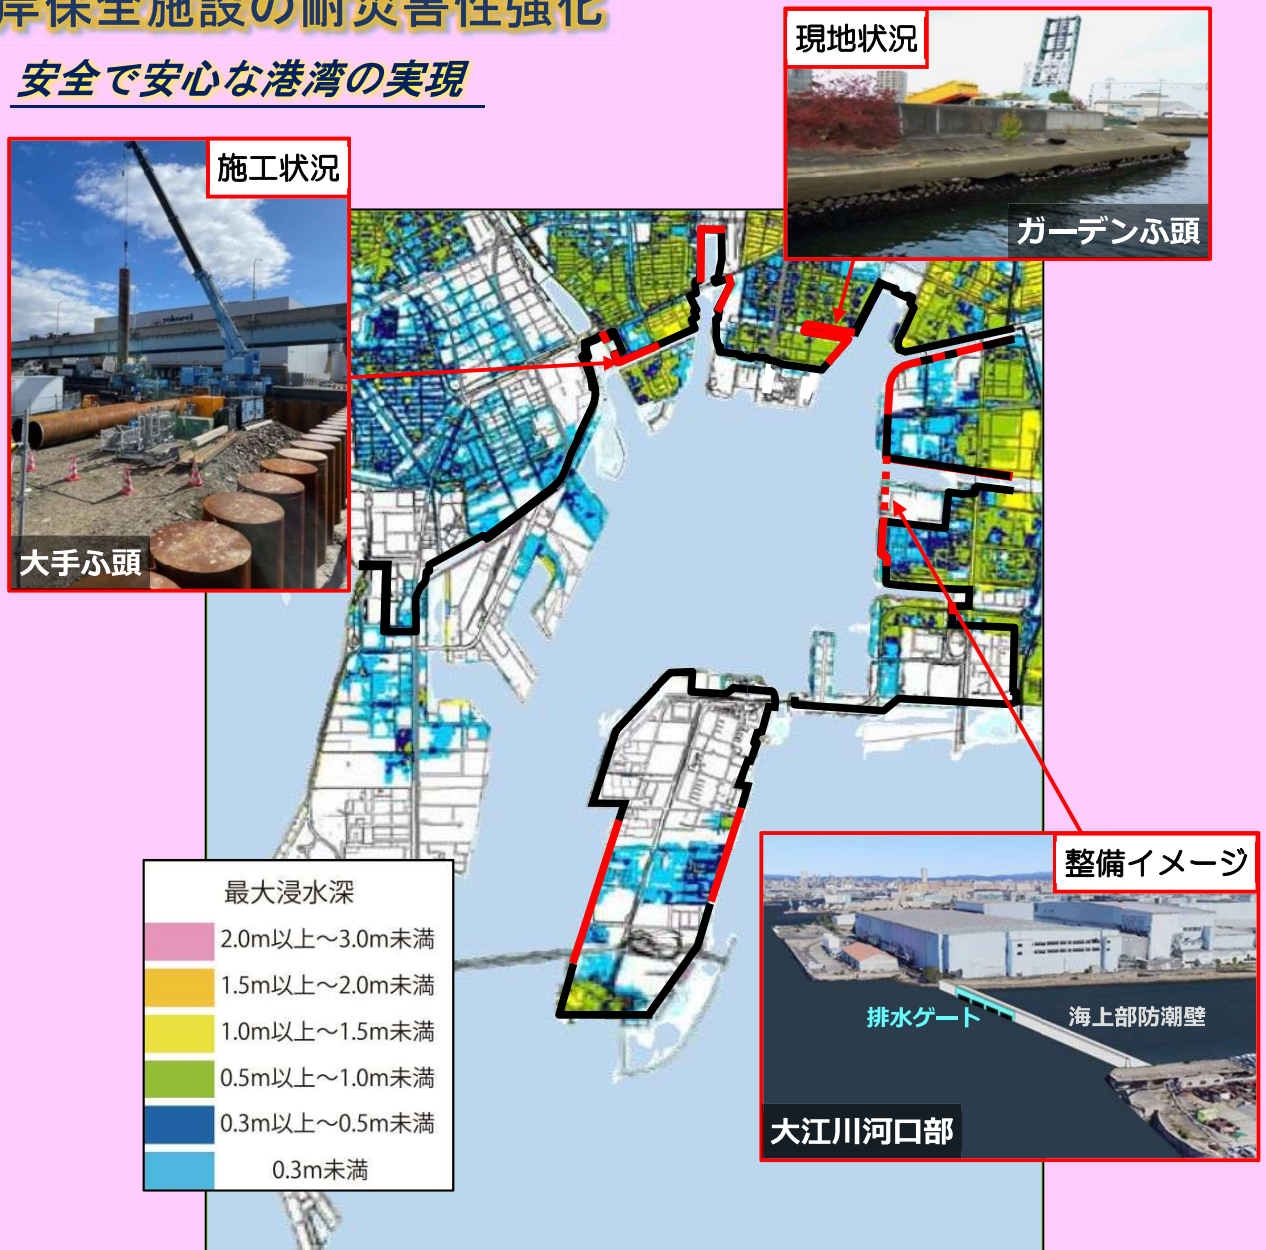 岸保全施設の耐災害性強化
安全で安心な港湾の実現
現地状況
ガーデンふ頭
施工状況
大手ふ頭
最大浸水深
2.0m以上～3.0m未満
1.5m以上～2.0m未満
1.0m以上～1.5m未満
0.5m以上～1.0m未満
0.3m以上～0.5m未満
0.3m未満
整備イメージ
排水ゲート
海上部防潮壁
大江川河口部